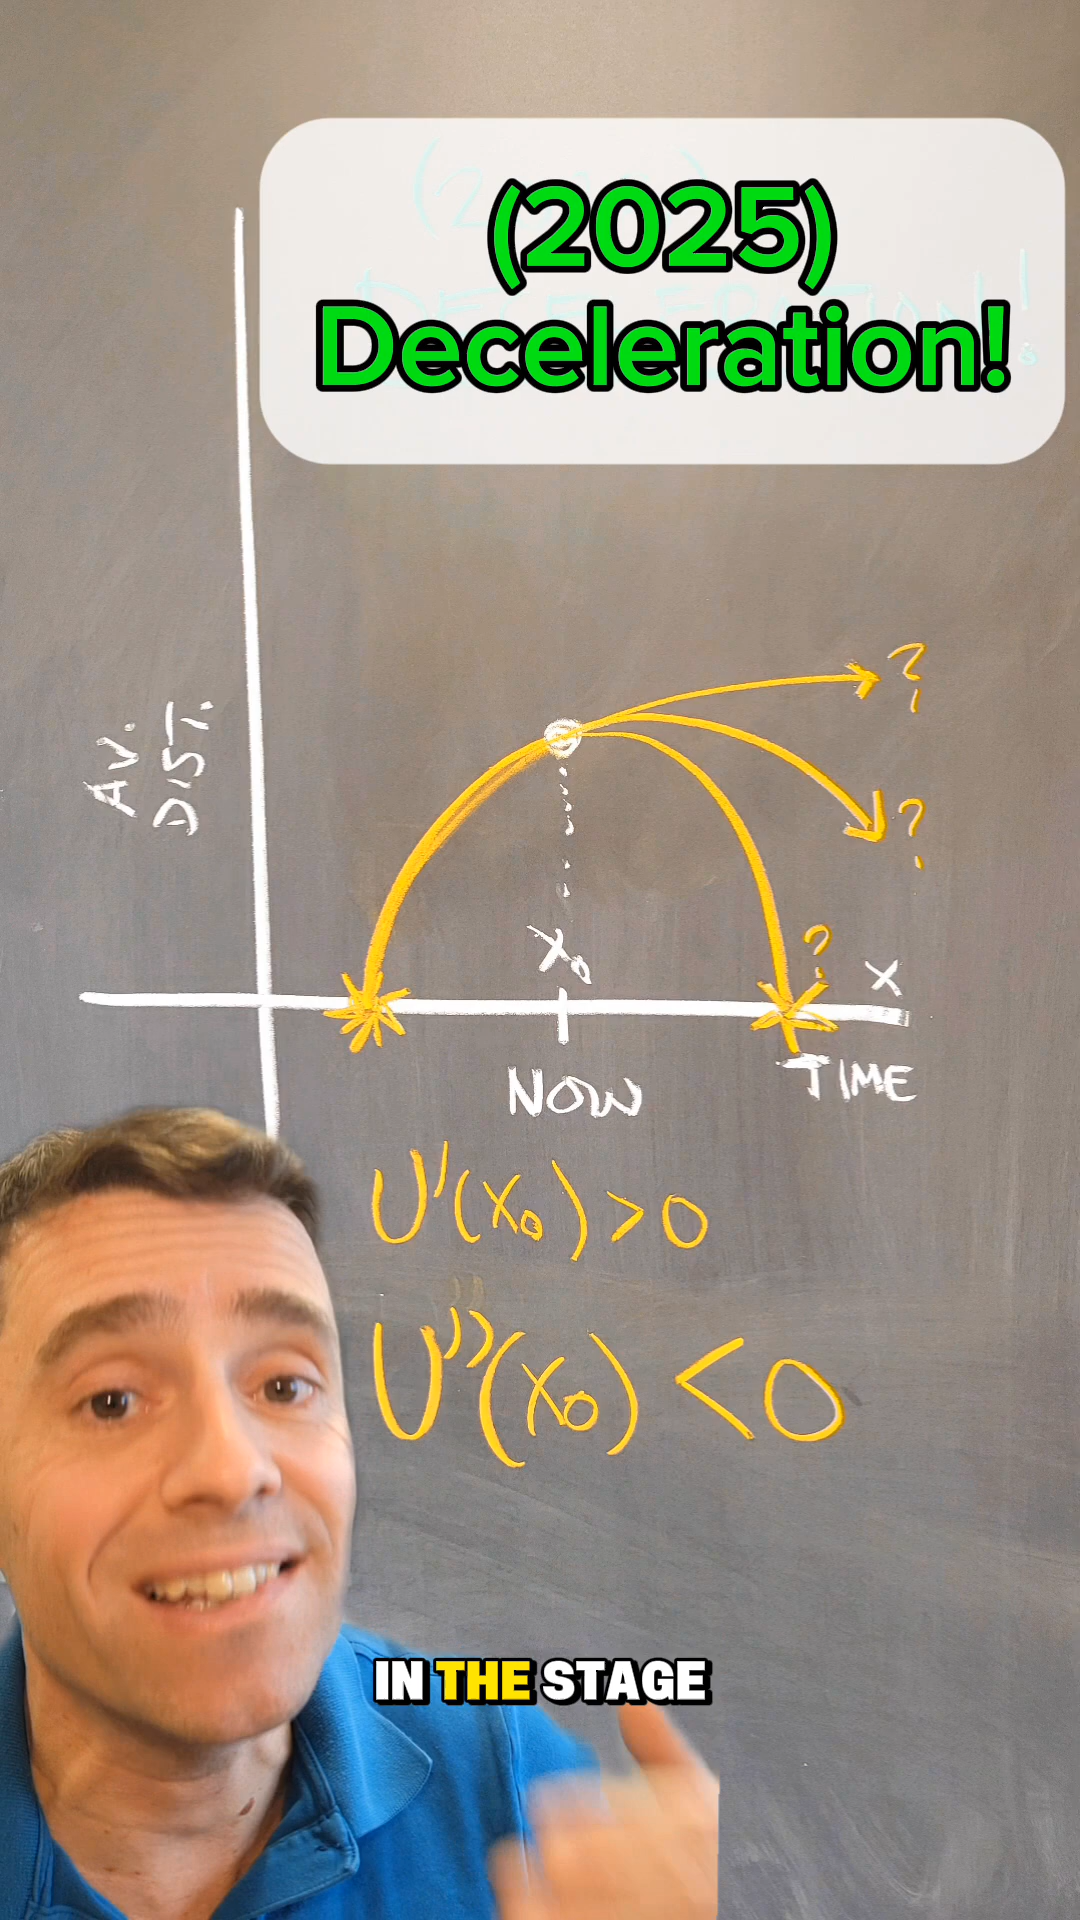 (2025)
Deceleration!
AV.
DIST.
?
?
?
X₀
X
NOW
TIME
U'(X₀) > 0
U''(X₀) < 0
IN THE STAGE